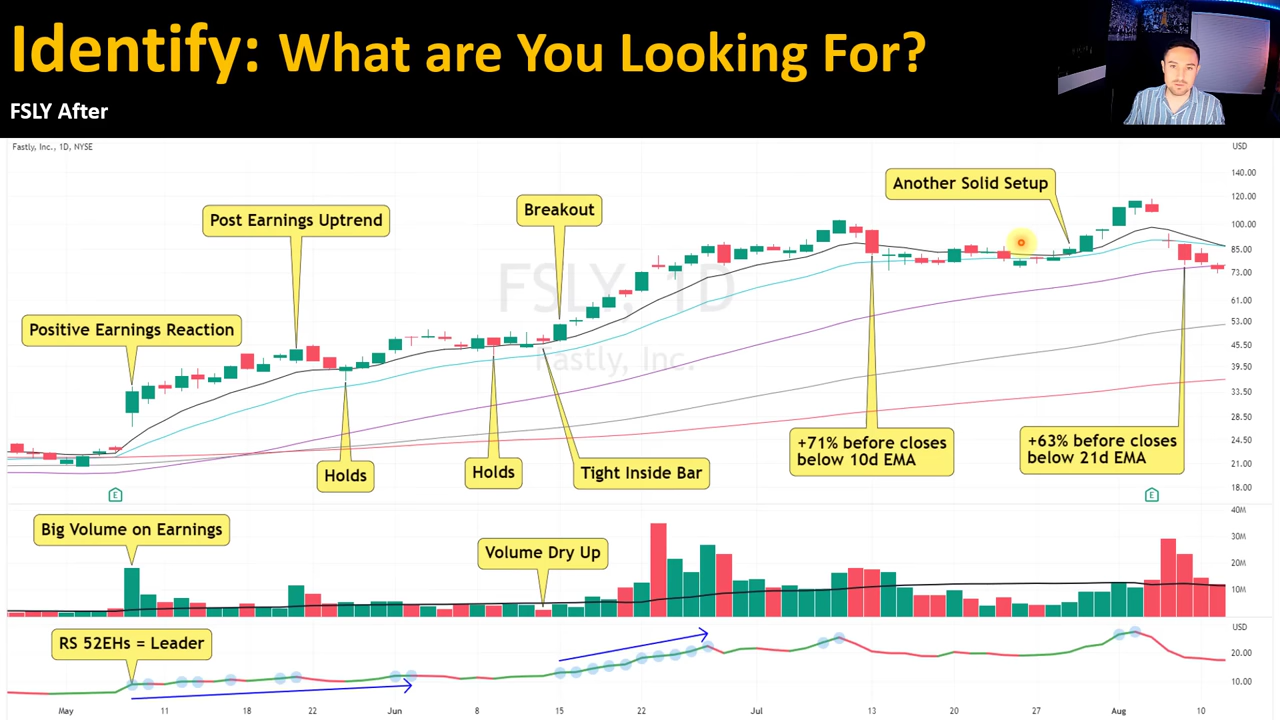 Identify: What are You Looking For?
FSLY After
Fastly, Inc., 1D, NYSE
USD
140.00
120.00
100.00
85.00
73.00
61.00
53.00
45.50
39.50
33.50
28.50
24.50
21.00
18.00
FSLY, 1D
Fastly, Inc.
Positive Earnings Reaction
Post Earnings Uptrend
Breakout
Another Solid Setup
Holds
Holds
Tight Inside Bar
+71% before closes
below 10d EMA
+63% before closes
below 21d EMA
E
E
Big Volume on Earnings
Volume Dry Up
40M
30M
20M
10M
RS 52EHs = Leader
USD
20.00
10.00
May
11
18
22
Jun
8
15
22
Jul
13
20
27
Aug
10